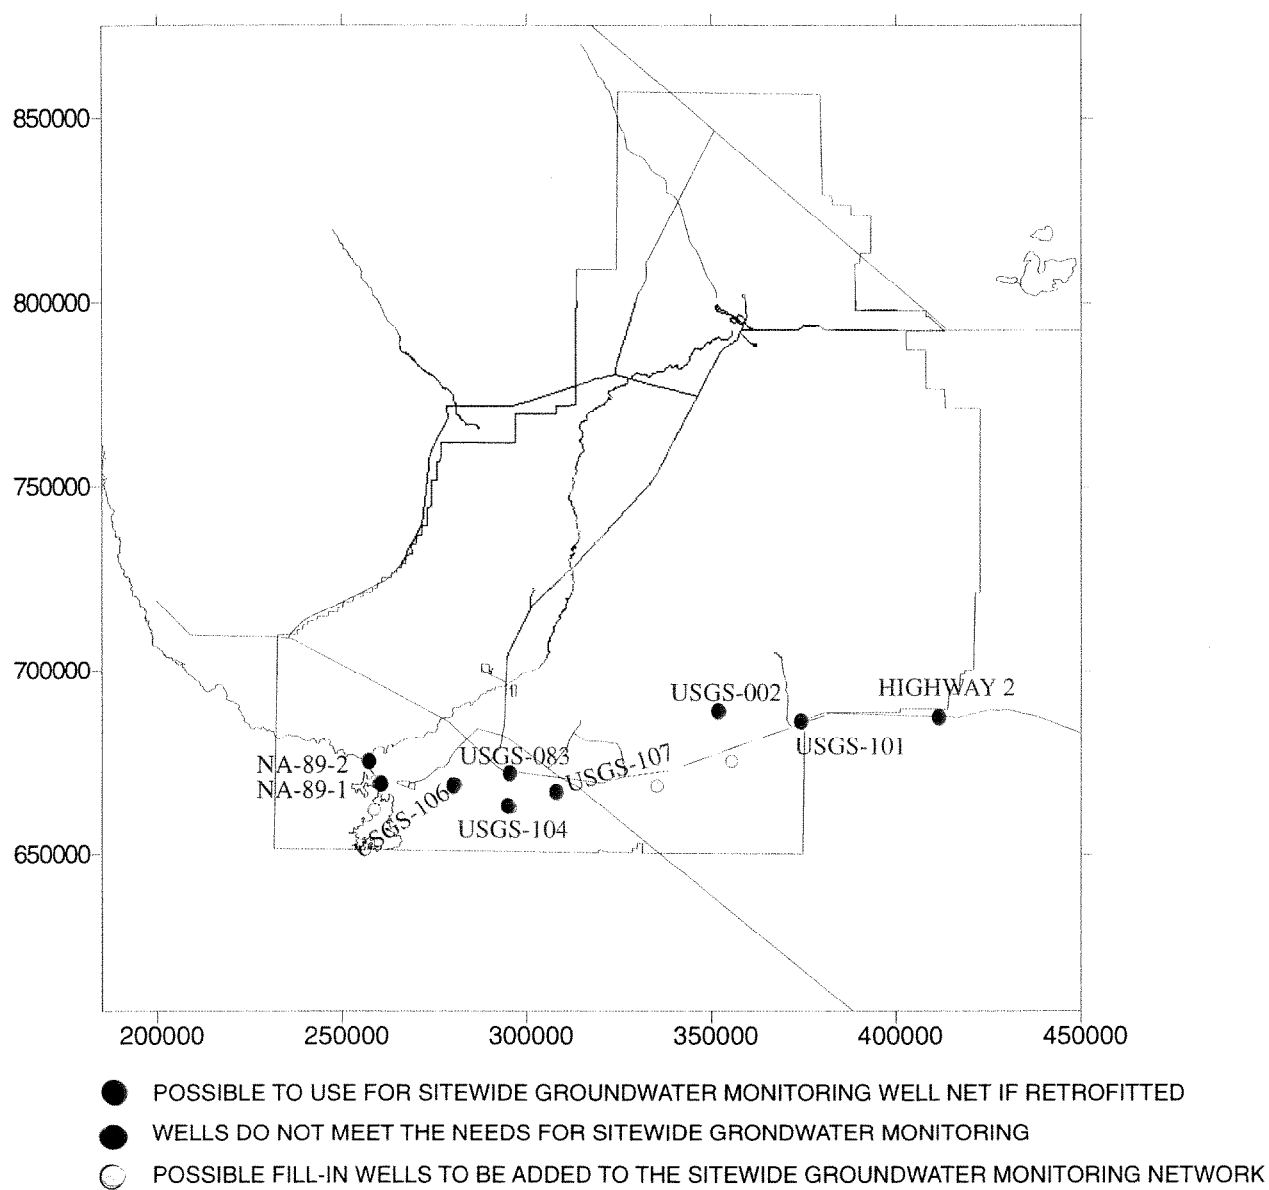 850000
800000
750000
700000
650000
USGS-002
HIGHWAY 2
USGS-101
NA-89-2
USGS-083
USGS-107
NA-89-1
USGS-106
USGS-104
200000 250000 300000 350000 400000 450000
POSSIBLE TO USE FOR SITEWIDE GROUNDWATER MONITORING WELL NET IF RETROFITTED
WELLS DO NOT MEET THE NEEDS FOR SITEWIDE GRONDWATER MONITORING
POSSIBLE FILL-IN WELLS TO BE ADDED TO THE SITEWIDE GROUNDWATER MONITORING NETWORK